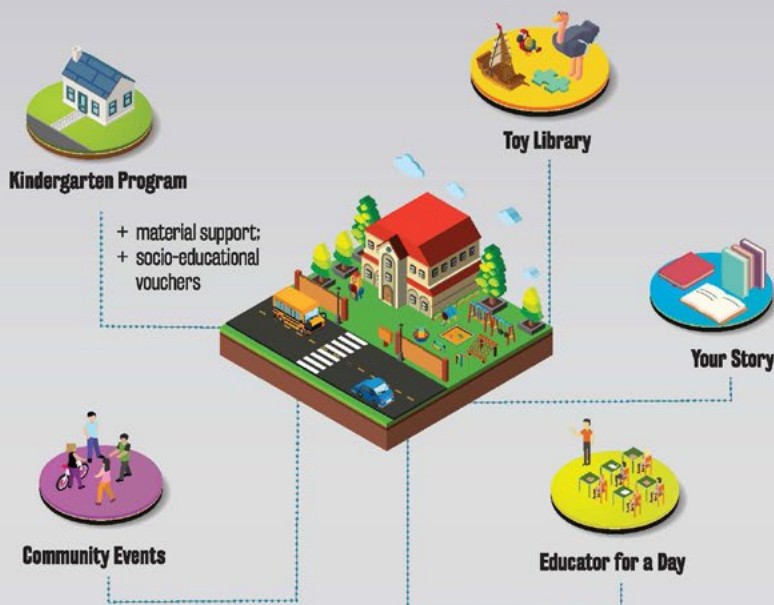 Toy Library
Kindergarten Program
+ material support;
+ socio-educational
vouchers
Your Story
Community Events
Educator for a Day